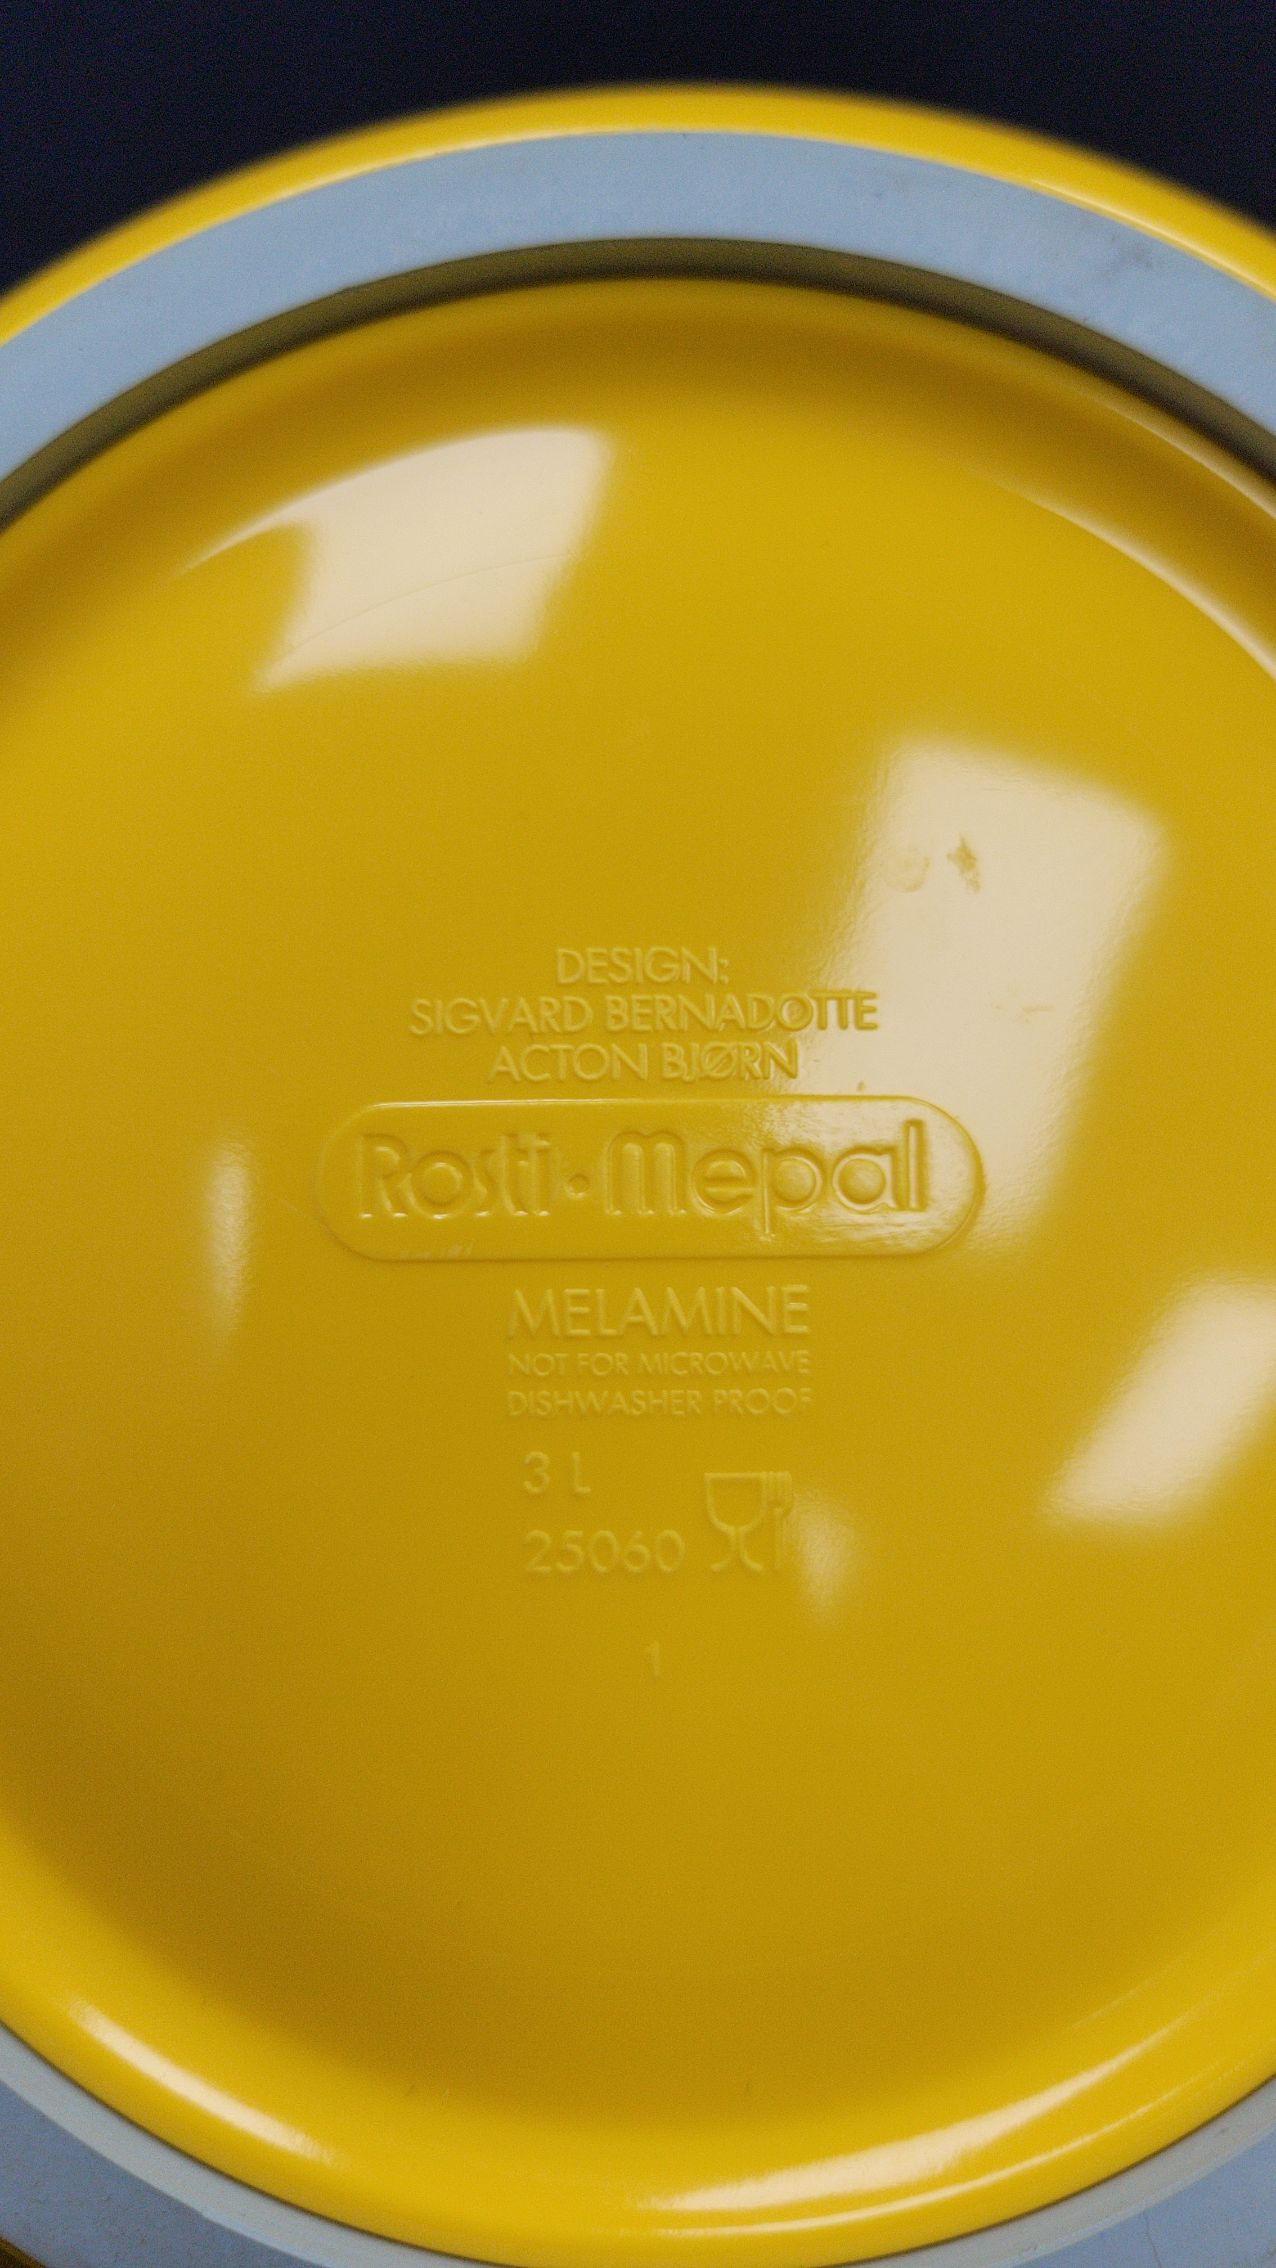 DESIGN:
SIGVARD BERNADOTTE
ACTON BJØRN
Rosti·Mepal
MELAMINE
NOT FOR MICROWAVE
DISHWASHER PROOF
3 L
25060
1